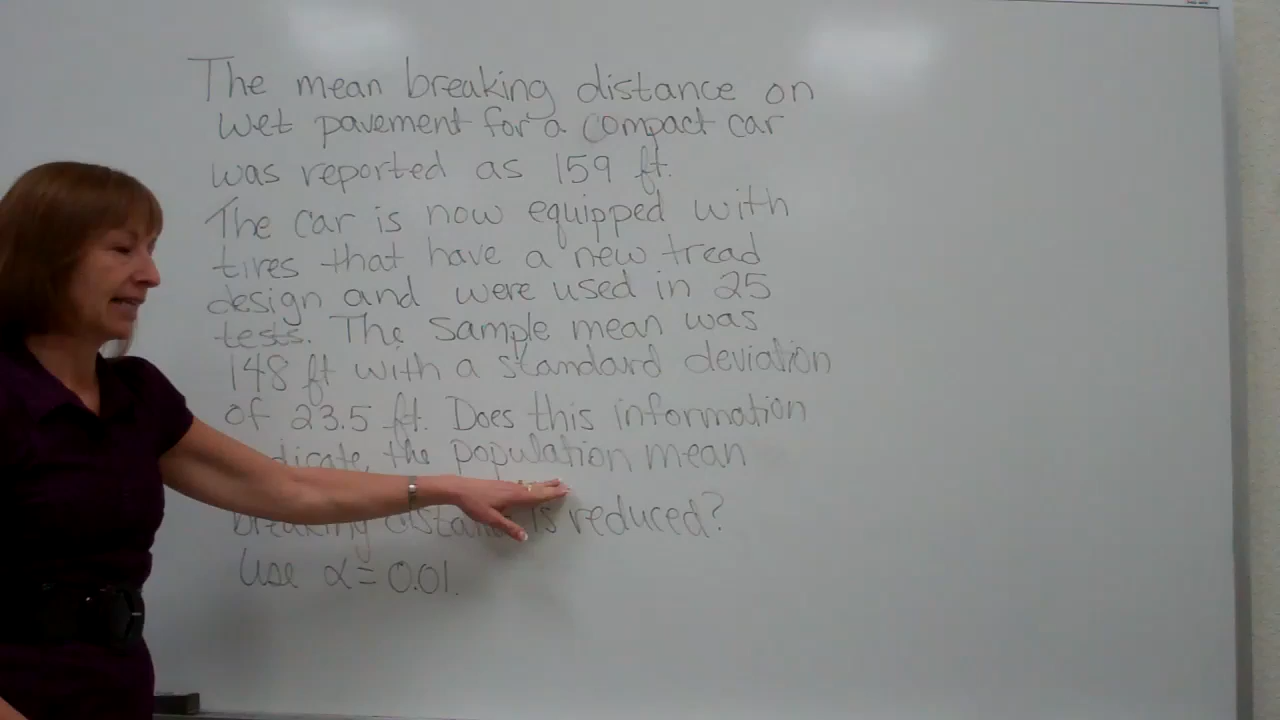 The mean breaking distance on
wet pavement for a compact car
was reported as 159 ft.
The car is now equipped with
tires that have a new tread
design and were used in 25
tests. The sample mean was
148 ft with a standard deviation
of 23.5 ft. Does this information
the population mean
breaking distance is reduced?
Use α = 0.01.